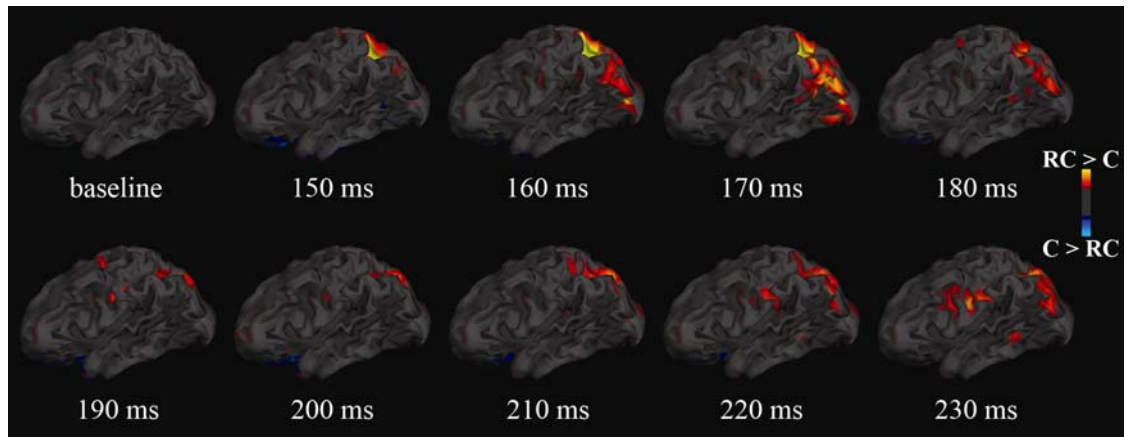 baseline
150 ms
160 ms
170 ms
180 ms
RC > C
C > RC
190 ms
200 ms
210 ms
220 ms
230 ms